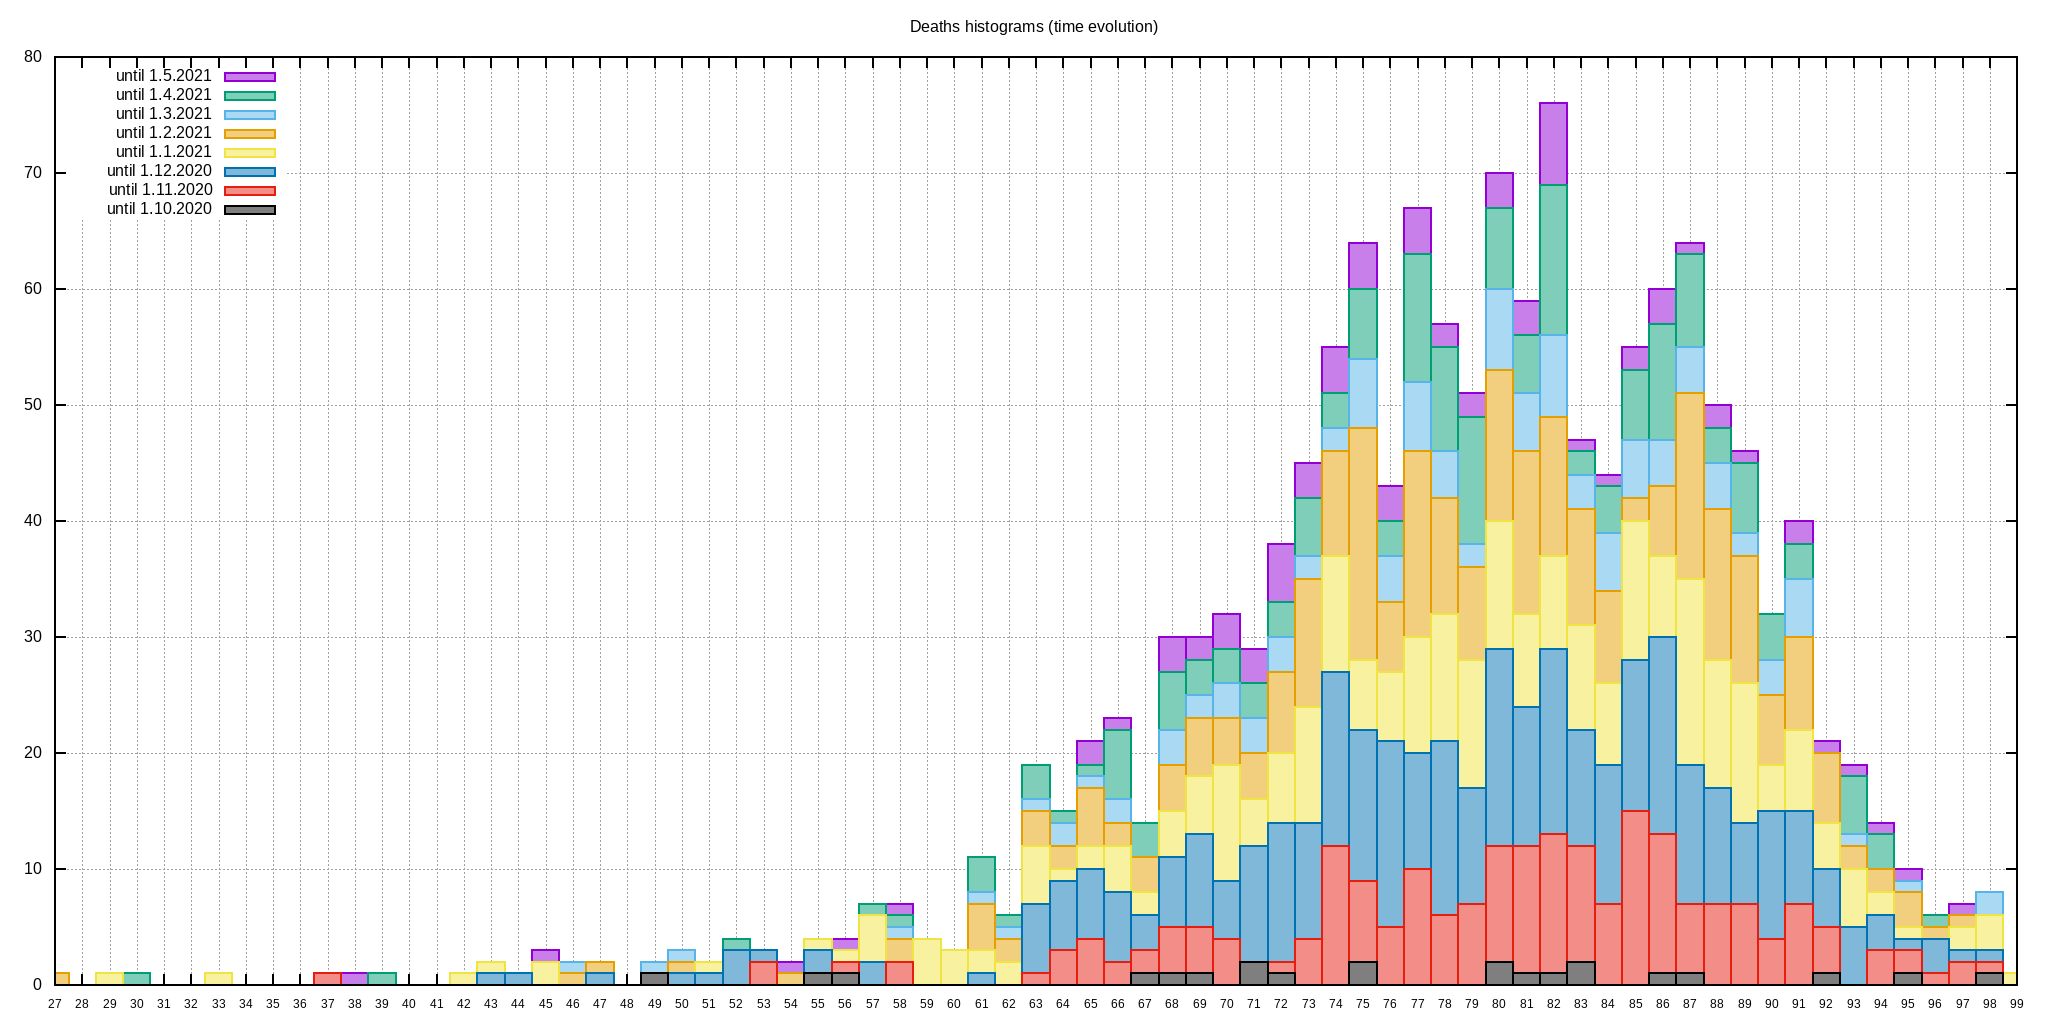 Deaths histograms (time evolution)
80
70
60
50
40
30
20
10
0
until 1.5.2021
until 1.4.2021
until 1.3.2021
until 1.2.2021
until 1.1.2021
until 1.12.2020
until 1.11.2020
until 1.10.2020
27 28 29 30 31 32 33 34 35 36 37 38 39 40 41 42 43 44 45 46 47 48 49 50 51 52 53 54 55 56 57 58 59 60 61 62 63 64 65 66 67 68 69 70 71 72 73 74 75 76 77 78 79 80 81 82 83 84 85 86 87 88 89 90 91 92 93 94 95 96 97 98 99